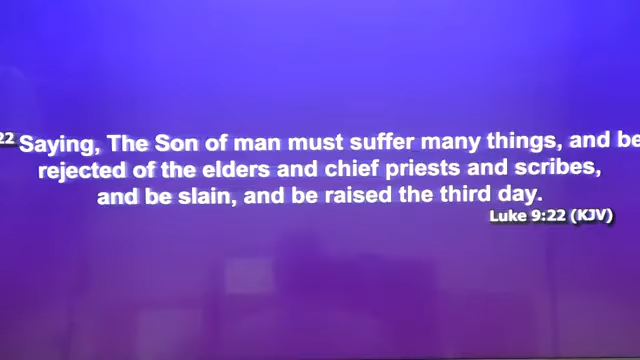 22 Saying, The Son of man must suffer many things, and be
rejected of the elders and chief priests and scribes,
and be slain, and be raised the third day.
Luke 9:22 (KJV)